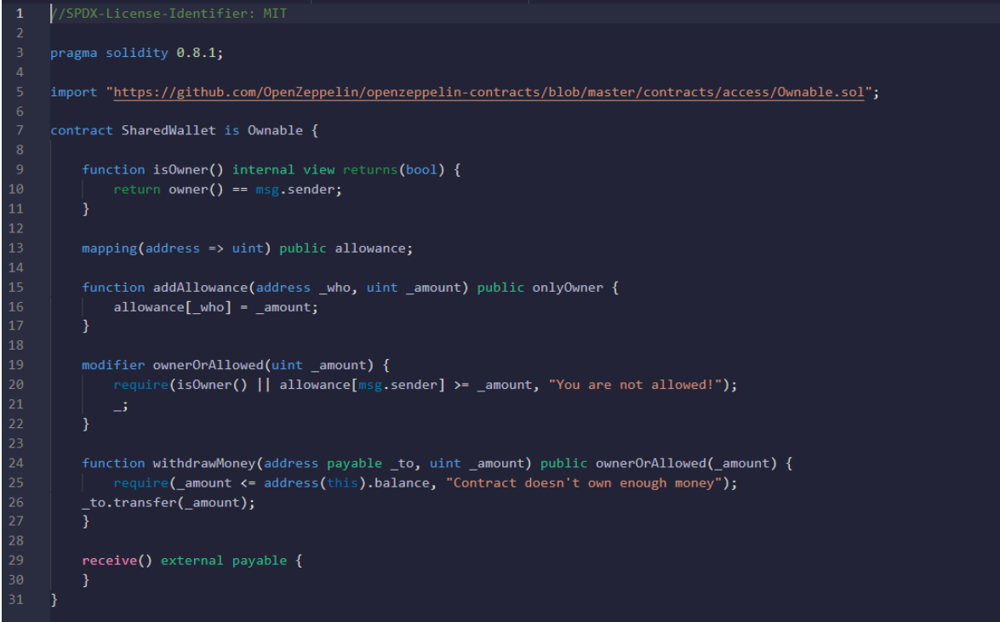 1 //SPDX-License-Identifier: MIT
2
3 pragma solidity 0.8.1;
4
5 import "https://github.com/OpenZeppelin/openzeppelin-contracts/blob/master/contracts/access/Ownable.sol";
6
7 contract SharedWallet is Ownable {
8
9     function isOwner() internal view returns(bool) {
10         return owner() == msg.sender;
11     }
12
13     mapping(address => uint) public allowance;
14
15     function addAllowance(address _who, uint _amount) public onlyOwner {
16         allowance[_who] = _amount;
17     }
18
19     modifier ownerOrAllowed(uint _amount) {
20         require(isOwner() || allowance[msg.sender] >= _amount, "You are not allowed!");
21         _;
22     }
23
24     function withdrawMoney(address payable _to, uint _amount) public ownerOrAllowed(_amount) {
25         require(_amount <= address(this).balance, "Contract doesn't own enough money");
26     _to.transfer(_amount);
27     }
28
29     receive() external payable {
30     }
31 }